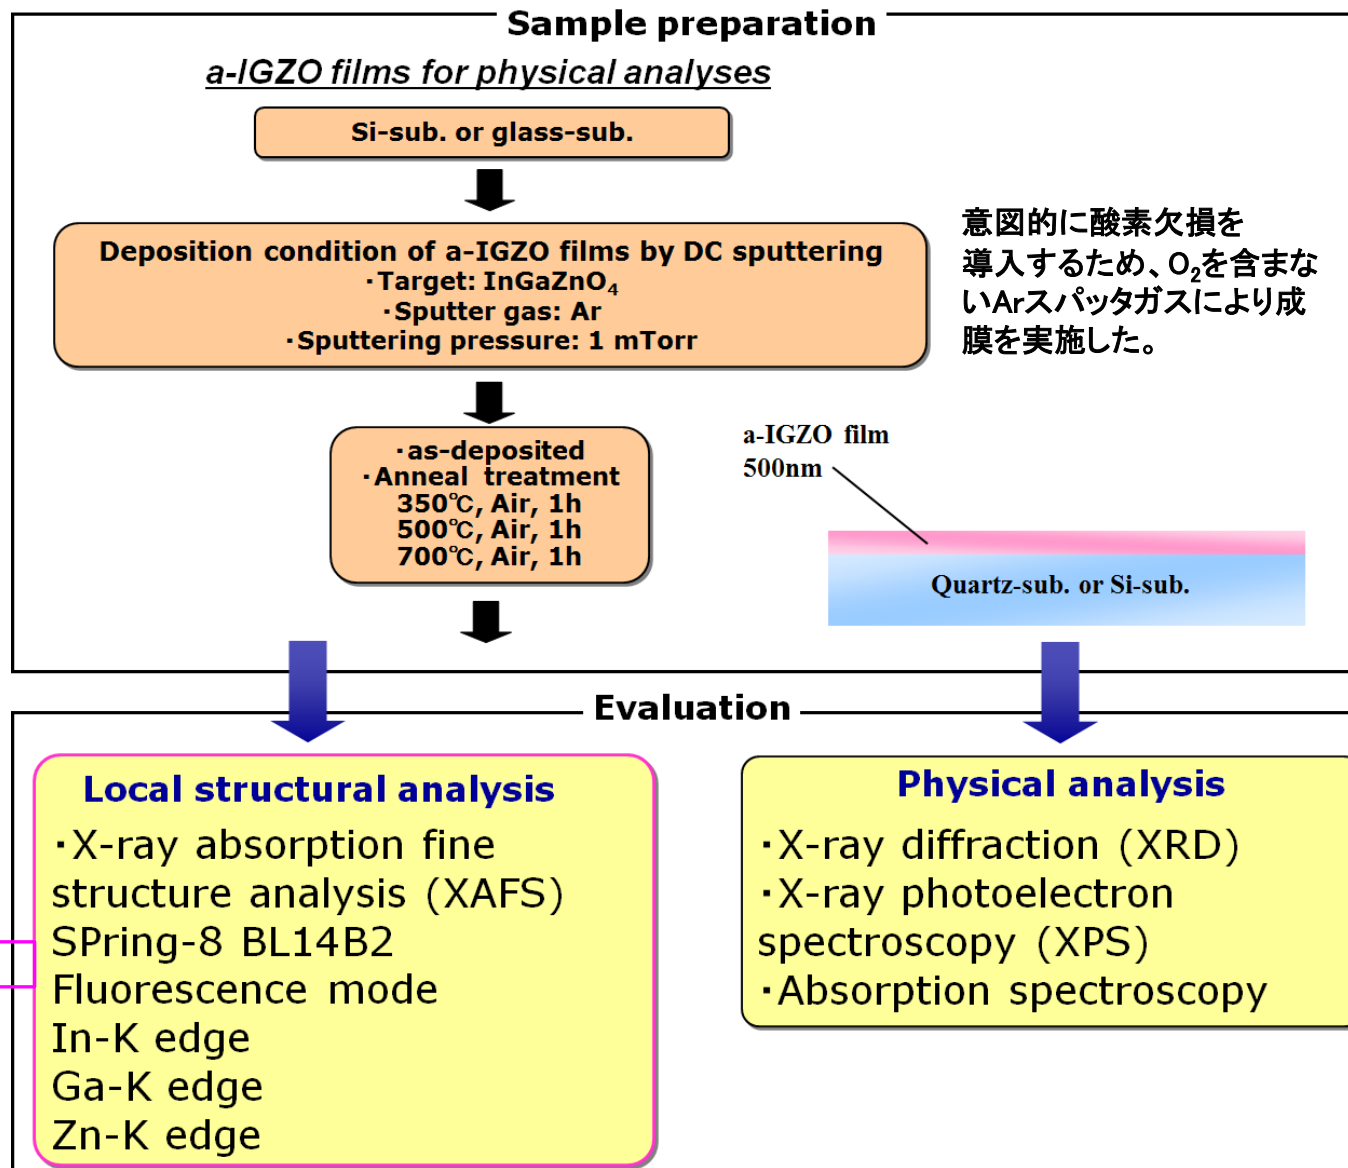 Sample preparation
a-IGZO films for physical analyses
Si-sub. or glass-sub.
Deposition condition of a-IGZO films by DC sputtering
・Target: InGaZnO₄
・Sputter gas: Ar
・Sputtering pressure: 1 mTorr
意図的に酸素欠損を
導入するため、O₂を含まな
いArスパッタガスにより成
膜を実施した。
・as-deposited
・Anneal treatment
350℃, Air, 1h
500℃, Air, 1h
700℃, Air, 1h
a-IGZO film
500nm
Quartz-sub. or Si-sub.
Evaluation
Local structural analysis
・X-ray absorption fine
structure analysis (XAFS)
SPring-8 BL14B2
Fluorescence mode
In-K edge
Ga-K edge
Zn-K edge
Physical analysis
・X-ray diffraction (XRD)
・X-ray photoelectron
spectroscopy (XPS)
・Absorption spectroscopy